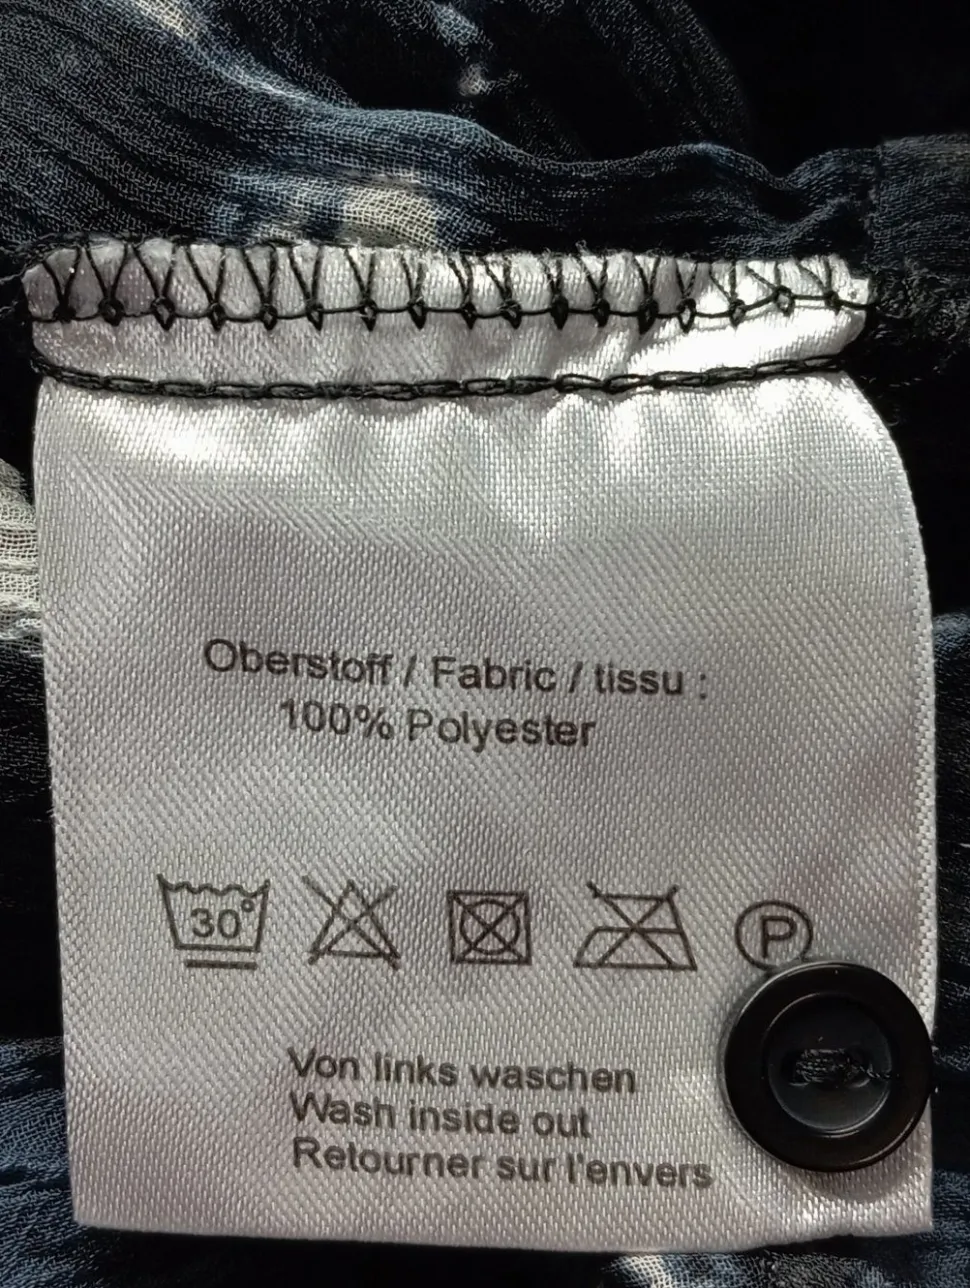 Oberstoff / Fabric / tissu :
100% Polyester
30°
P
Von links waschen
Wash inside out
Retourner sur l'envers